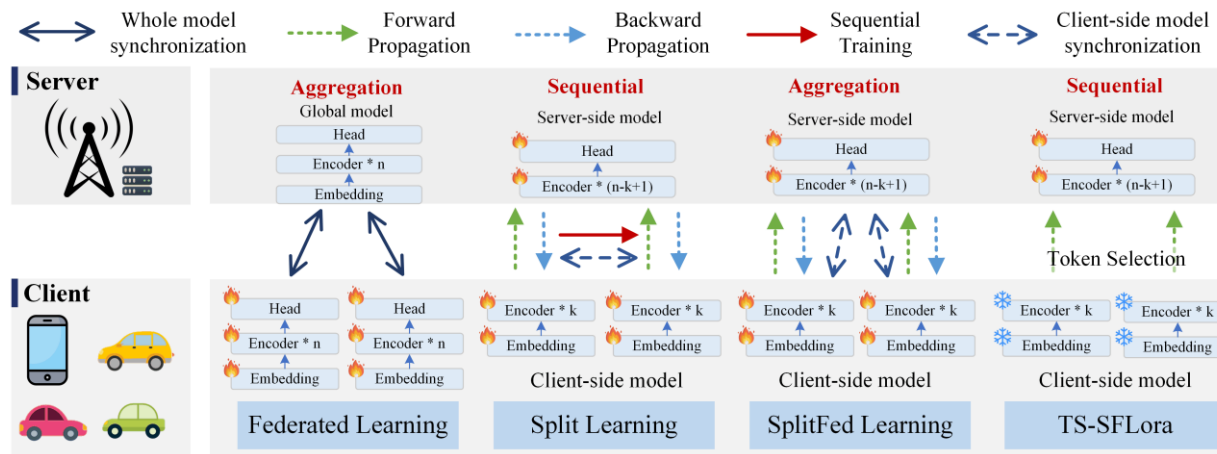 Whole model
synchronization
Forward
Propagation
Backward
Propagation
Sequential
Training
Client-side model
synchronization
Server
Aggregation
Global model
Head
Encoder * n
Embedding
Sequential
Server-side model
Head
Encoder * (n-k+1)
Aggregation
Server-side model
Head
Encoder * (n-k+1)
Sequential
Server-side model
Head
Encoder * (n-k+1)
Token Selection
Client
Head
Encoder * n
Embedding
Head
Encoder * n
Embedding
Federated Learning
Encoder * k
Embedding
Encoder * k
Embedding
Client-side model
Split Learning
Encoder * k
Embedding
Encoder * k
Embedding
Client-side model
SplitFed Learning
Encoder * k
Embedding
Encoder * k
Embedding
Client-side model
TS-SFLora